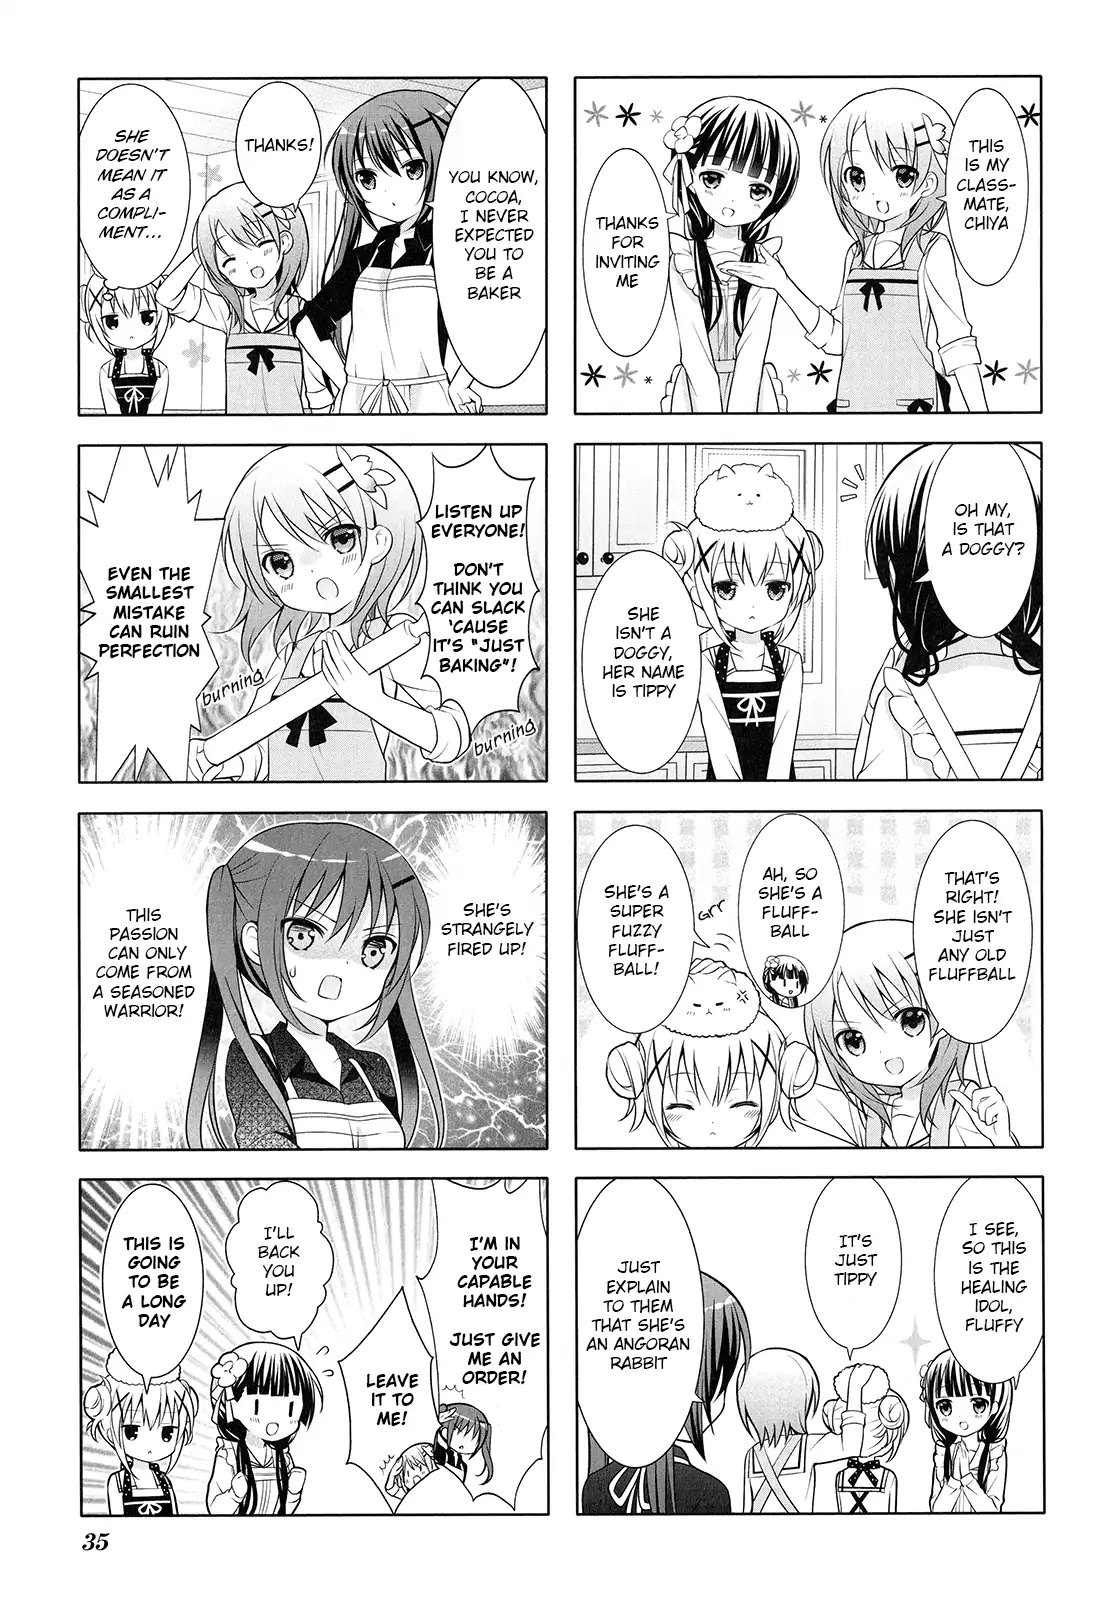 THIS IS MY
CLASS-
MATE,
CHIYA
THANKS
FOR
INVITING
ME
OH MY,
IS THAT
A DOGGY?
SHE
ISN'T A
DOGGY,
HER NAME
IS TIPPY
THAT'S
RIGHT!
SHE ISN'T
JUST
ANY OLD
FLUFFBALL
AH, SO
SHE'S A
FLUFF-
BALL
grr
SHE'S A
SUPER
FUZZY
FLUFF-
BALL!
I SEE,
SO THIS
IS THE
HEALING
IDOL,
FLUFFY
IT'S
JUST
TIPPY
JUST
EXPLAIN
TO THEM
THAT SHE'S
AN ANGORAN
RABBIT
YOU KNOW,
COCOA,
I NEVER
EXPECTED
YOU TO
BE A
BAKER
THANKS!
SHE
DOESN'T
MEAN IT
AS A
COMPLI-
MENT...
LISTEN UP
EVERYONE!
DON'T
THINK YOU
CAN SLACK
'CAUSE
IT'S "JUST
BAKING"!
burning
burning
EVEN THE
SMALLEST
MISTAKE
CAN RUIN
PERFECTION
SHE'S
STRANGELY
FIRED UP!
THIS
PASSION
CAN ONLY
COME FROM
A SEASONED
WARRIOR!
I'M IN
YOUR
CAPABLE
HANDS!
JUST GIVE
ME AN
ORDER!
LEAVE
IT TO
ME!
I'LL
BACK
YOU
UP!
THIS IS
GOING
TO BE
A LONG
DAY
35